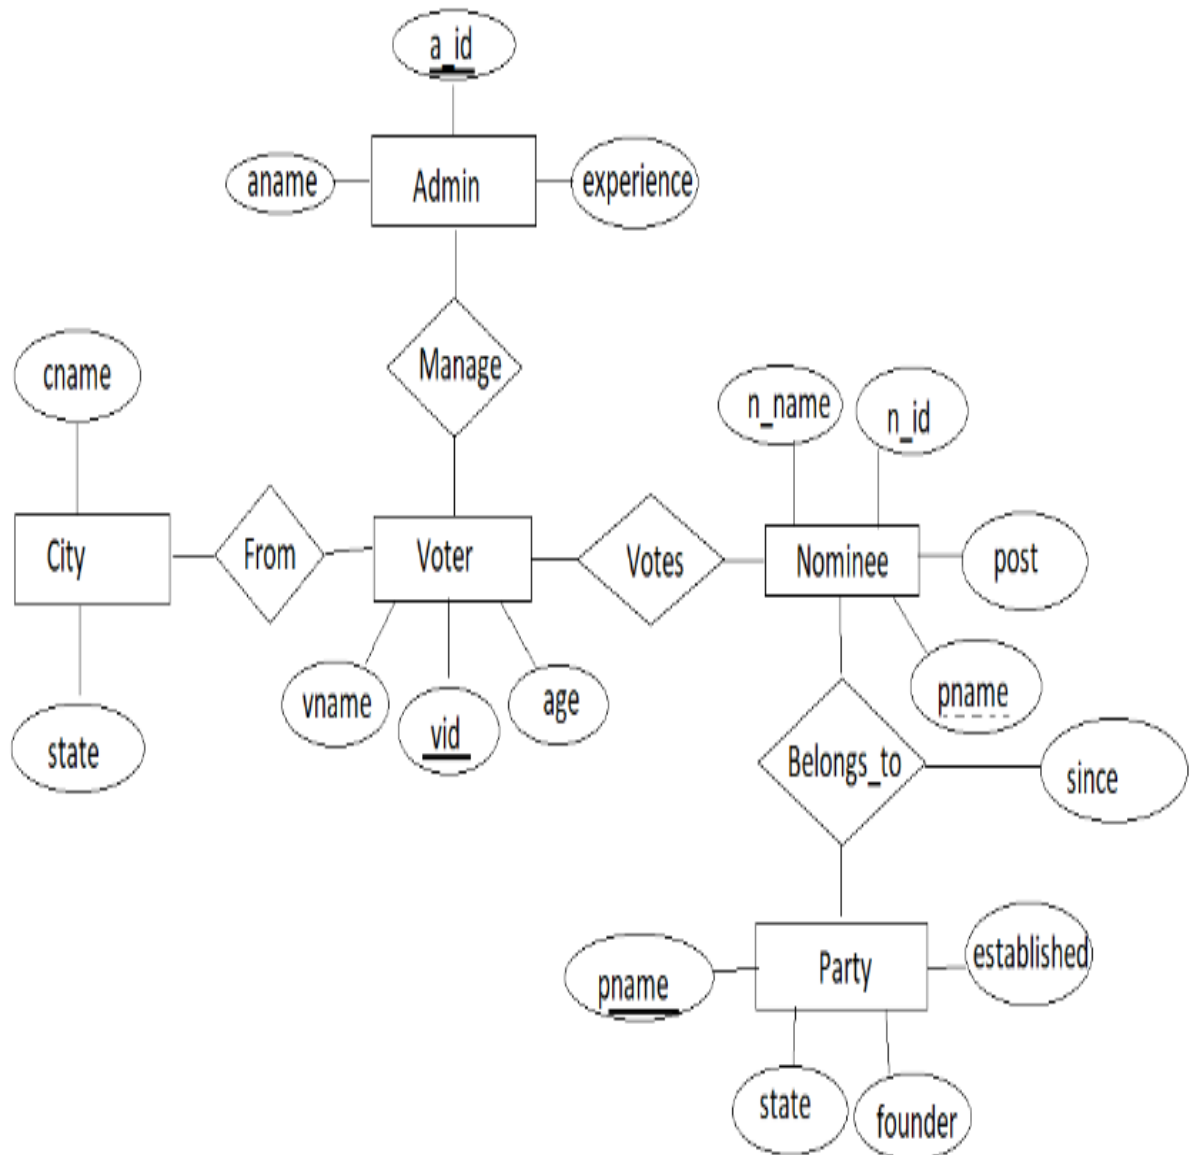 a_id
aname
Admin
experience
Manage
cname
n_name
n_id
City
From
Voter
Votes
Nominee
post
vname
vid
age
pname
state
Belongs_to
since
pname
Party
established
state
founder